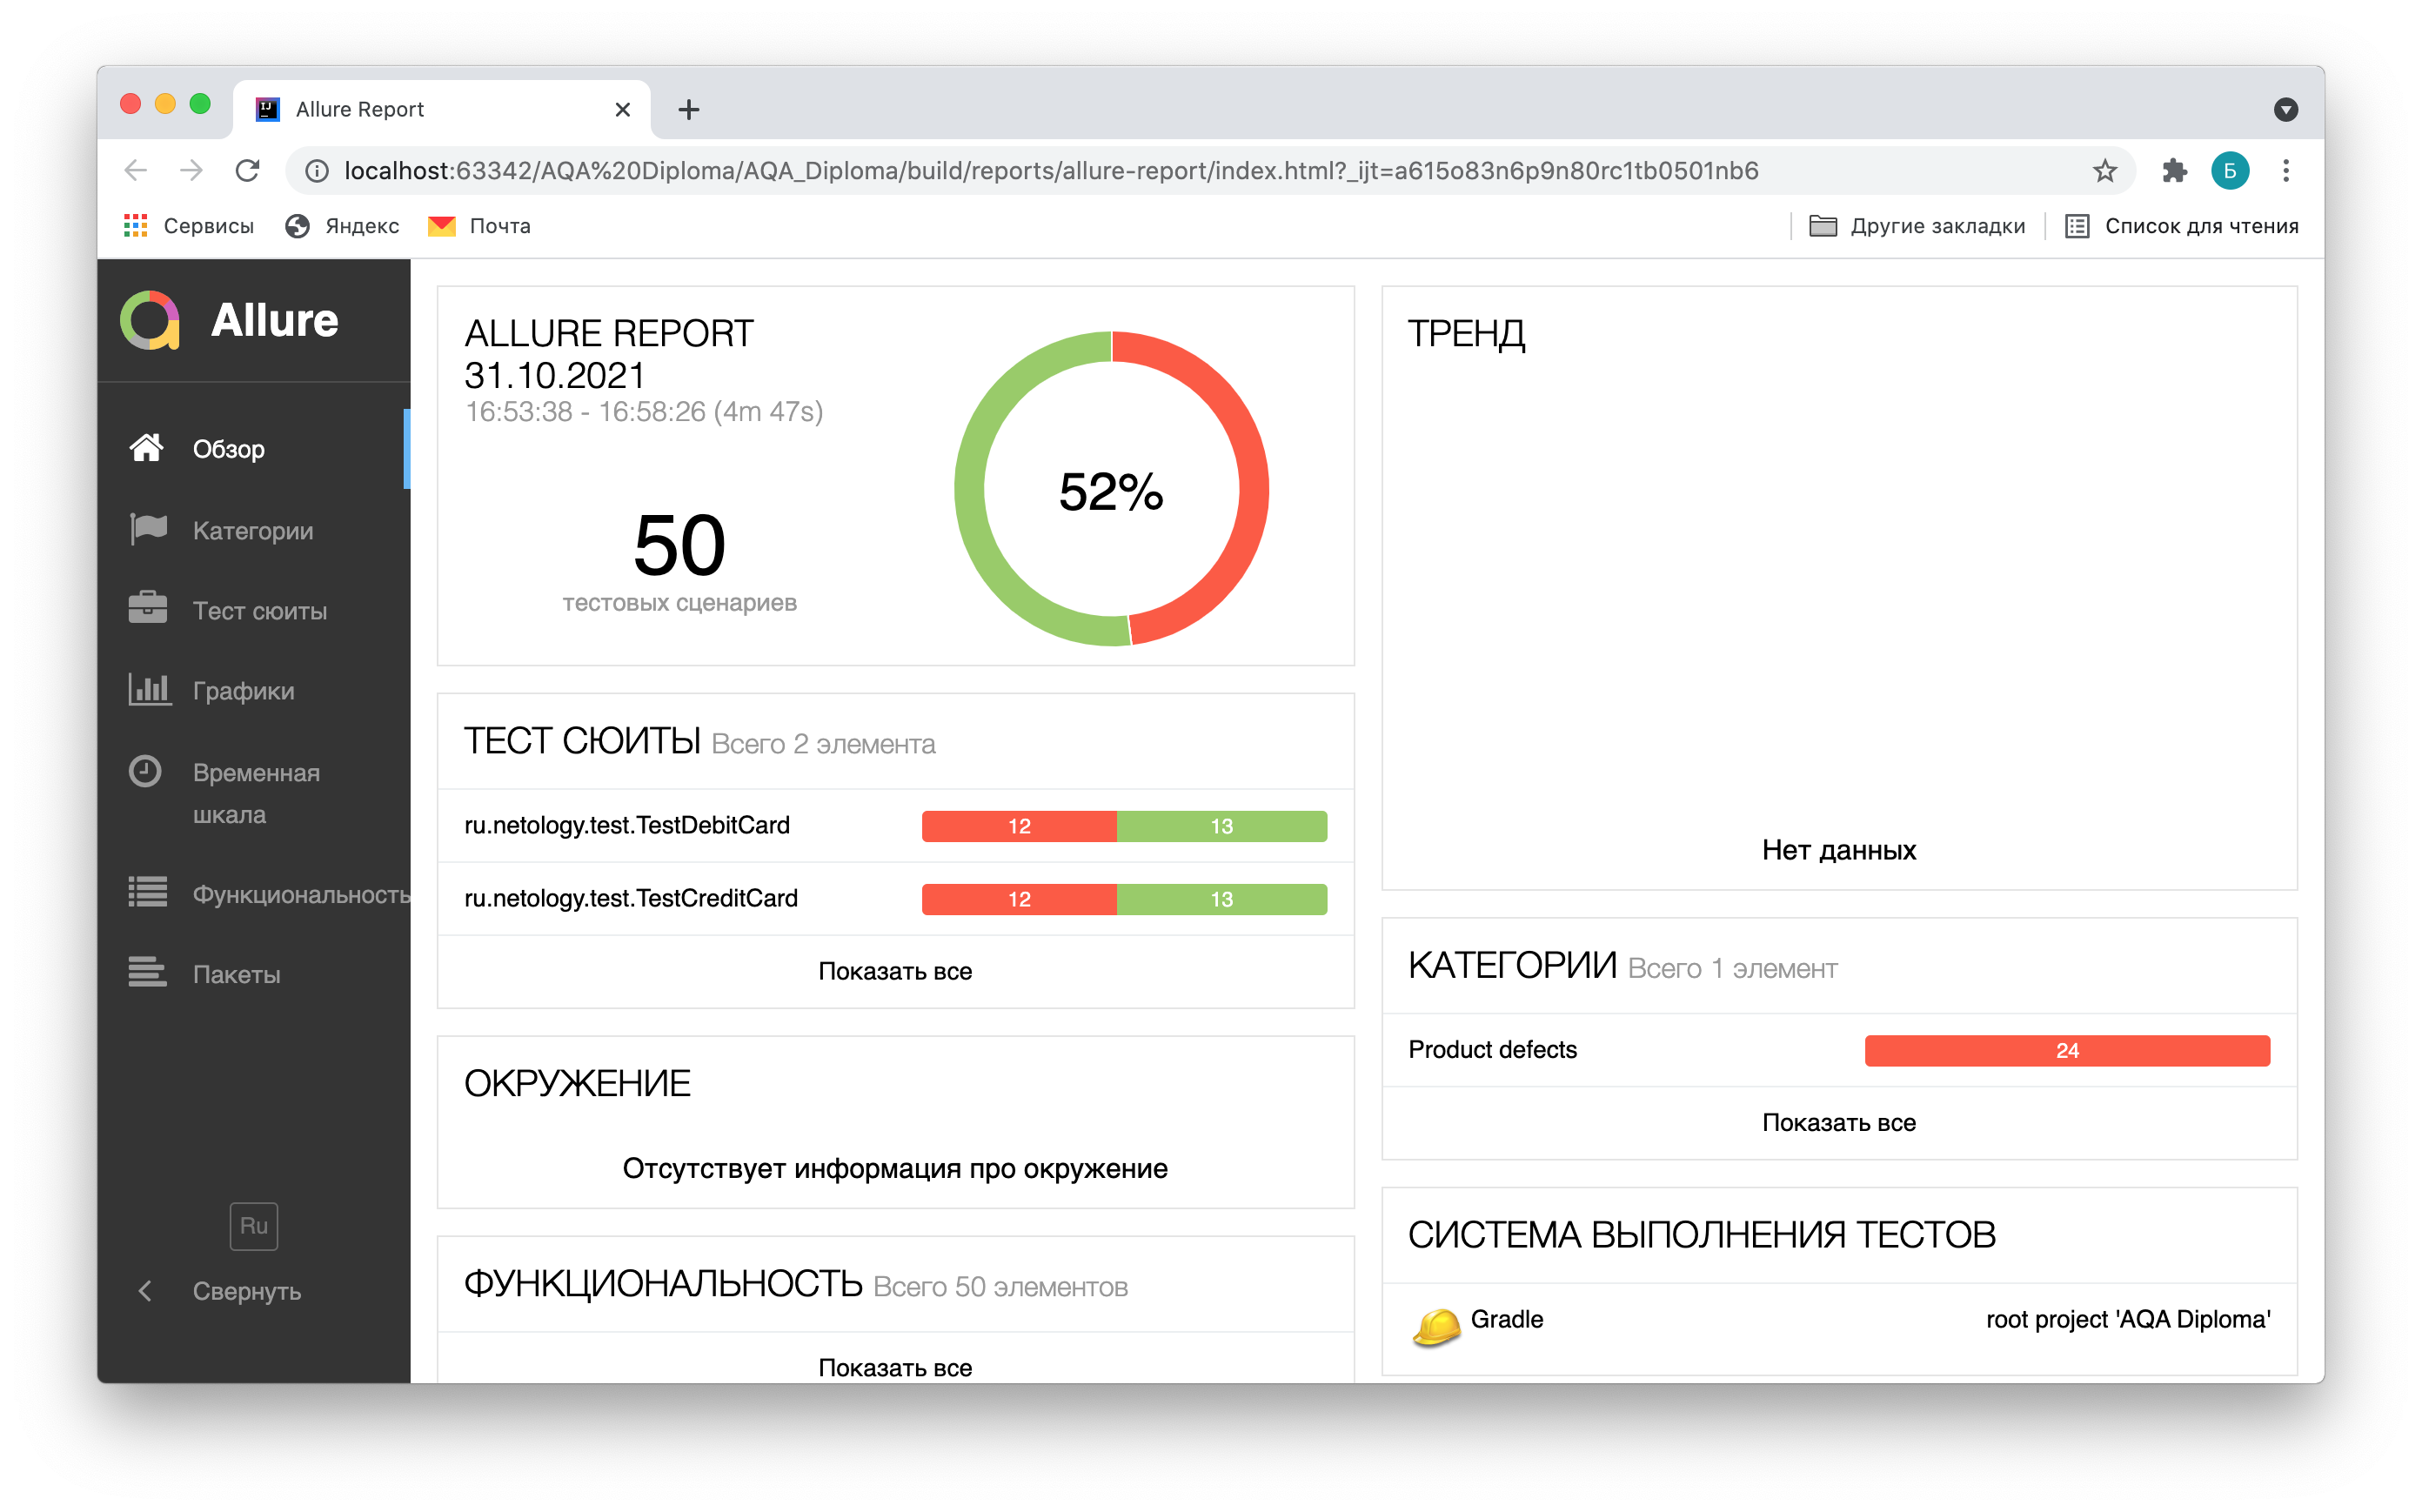 Allure Report
localhost:63342/AQA%20Diploma/AQA_Diploma/build/reports/allure-report/index.html?_ijt=a615o83n6p9n80rc1tb0501nb6
Б
Сервисы
Яндекс
Почта
Другие закладки
Список для чтения
Allure
Обзор
Категории
Тест сюиты
Графики
Временная
шкала
Функциональность
Пакеты
Ru
Свернуть
ALLURE REPORT
31.10.2021
16:53:38 - 16:58:26 (4m 47s)
50
тестовых сценариев
52%
ТЕСТ СЮИТЫ Всего 2 элемента
ru.netology.test.TestDebitCard 12 13
ru.netology.test.TestCreditCard 12 13
Показать все
ОКРУЖЕНИЕ
Отсутствует информация про окружение
ФУНКЦИОНАЛЬНОСТЬ Всего 50 элементов
Показать все
ТРЕНД
Нет данных
КАТЕГОРИИ Всего 1 элемент
Product defects 24
Показать все
СИСТЕМА ВЫПОЛНЕНИЯ ТЕСТОВ
Gradle root project 'AQA Diploma'